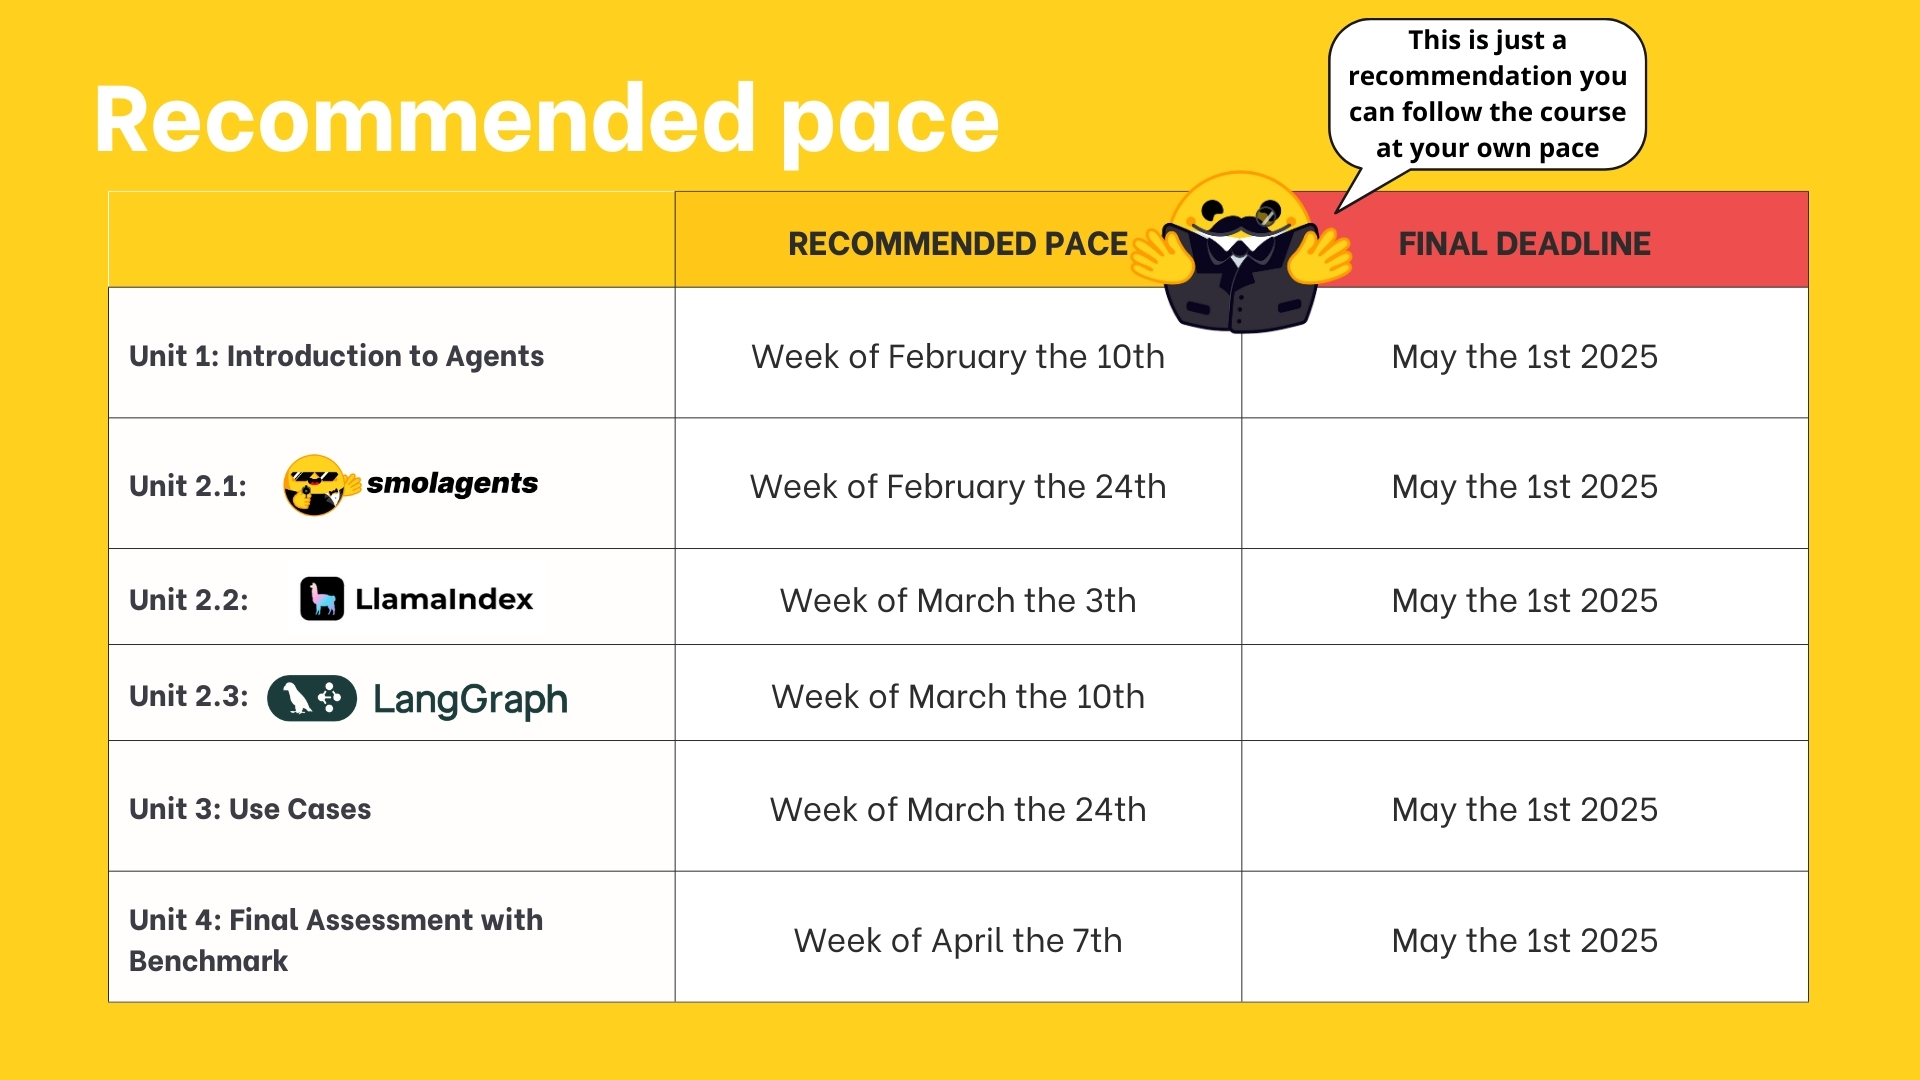 This is just a
recommendation you
can follow the course
at your own pace
Recommended pace
RECOMMENDED PACE
FINAL DEADLINE
Unit 1: Introduction to Agents
Week of February the 10th
May the 1st 2025
Unit 2.1: smolagents
Week of February the 24th
May the 1st 2025
Unit 2.2: LlamaIndex
Week of March the 3th
May the 1st 2025
Unit 2.3: LangGraph
Week of March the 10th
Unit 3: Use Cases
Week of March the 24th
May the 1st 2025
Unit 4: Final Assessment with
Benchmark
Week of April the 7th
May the 1st 2025